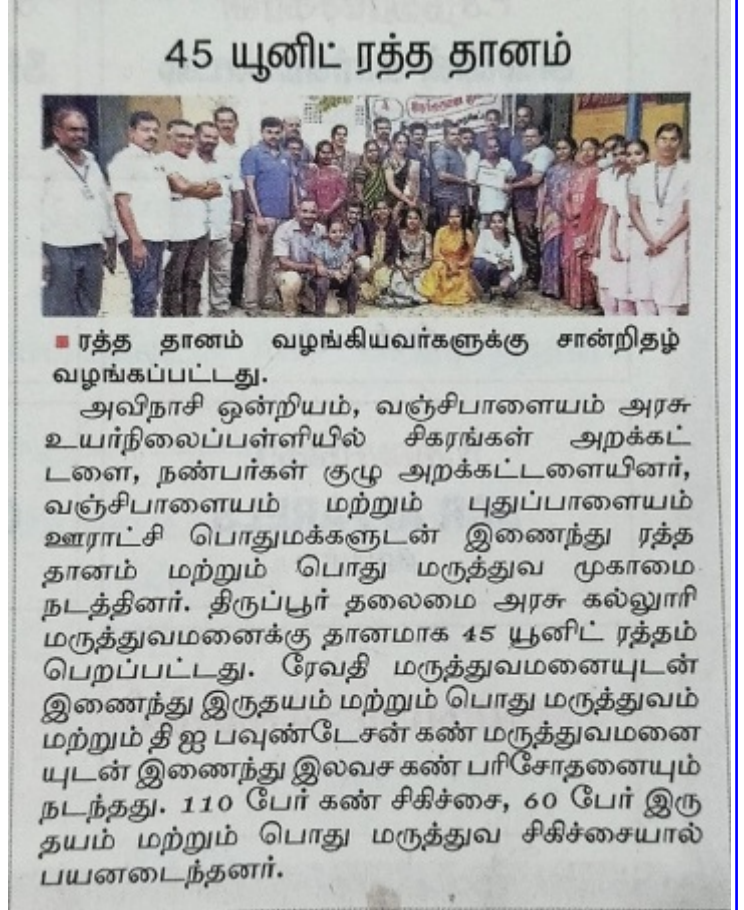 45 யூனிட் ரத்த தானம்
ரத்த தானம் வழங்கியவர்களுக்கு சான்றிதழ்
வழங்கப்பட்டது.
அவிநாசி ஒன்றியம், வஞ்சிபாளையம் அரசு
உயர்நிலைப்பள்ளியில் சிகரங்கள் அறக்கட்
டளை, நண்பர்கள் குழு அறக்கட்டளையினர்,
வஞ்சிபாளையம் மற்றும் புதுப்பாளையம்
ஊராட்சி பொதுமக்களுடன் இணைந்து ரத்த
தானம் மற்றும் பொது மருத்துவ முகாமை
நடத்தினர். திருப்பூர் தலைமை அரசு கல்லுாரி
மருத்துவமனைக்கு தானமாக 45 யூனிட் ரத்தம்
பெறப்பட்டது. ரேவதி மருத்துவமனையுடன்
இணைந்து இருதயம் மற்றும் பொது மருத்துவம்
மற்றும் தி ஐ பவுண்டேசன் கண் மருத்துவமனை
யுடன் இணைந்து இலவச கண் பரிசோதனையும்
நடந்தது. 110 பேர் கண் சிகிச்சை, 60 பேர் இரு
தயம் மற்றும் பொது மருத்துவ சிகிச்சையால்
பயனடைந்தனர்.